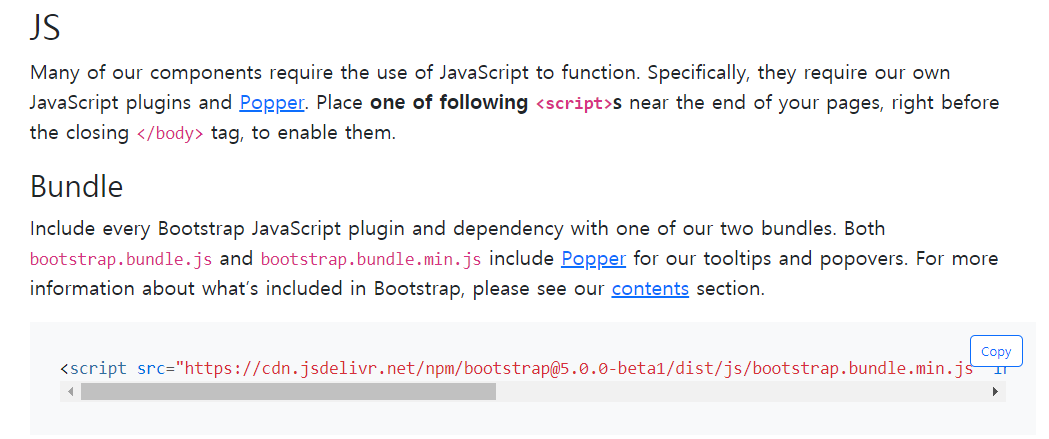 JS
Many of our components require the use of JavaScript to function. Specifically, they require our own
JavaScript plugins and Popper. Place one of following <script>s near the end of your pages, right before
the closing </body> tag, to enable them.
Bundle
Include every Bootstrap JavaScript plugin and dependency with one of our two bundles. Both
bootstrap.bundle.js and bootstrap.bundle.min.js include Popper for our tooltips and popovers. For more
information about what's included in Bootstrap, please see our contents section.
Copy
<script src="https://cdn.jsdelivr.net/npm/bootstrap@5.0.0-beta1/dist/js/bootstrap.bundle.min.js"